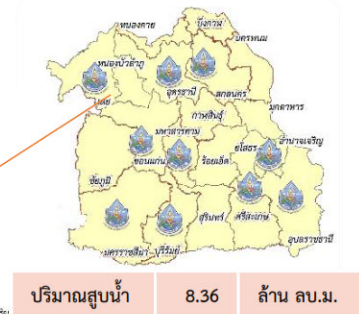 หนองคาย
บึงกาฬ
นครพนม
หนองบัวลำภู
อุดรธานี
สกลนคร
เลย
มุกดาหาร
กาฬสินธุ์
มหาสารคาม
ขอนแก่น
ร้อยเอ็ด
ยโสธร
อำนาจเจริญ
ชัยภูมิ
สุรินทร์
ศรีสะเกษ
อุบลราชธานี
นครราชสีมา
บุรีรัมย์
ปริมาณสูบน้ำ 8.36 ล้าน ลบ.ม.